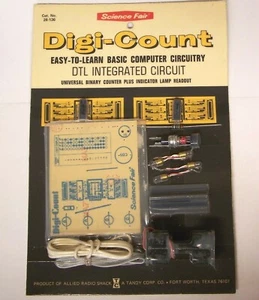 Cat. No.
28-136
Science Fair
Digi-Count
EASY-TO-LEARN BASIC COMPUTER CIRCUITRY
DTL INTEGRATED CIRCUIT
UNIVERSAL BINARY COUNTER PLUS INDICATOR LAMP READOUT
Digi-Count
Science Fair
PRODUCT OF ALLIED RADIO SHACK A TANDY CORP. CO. • FORT WORTH, TEXAS 76107